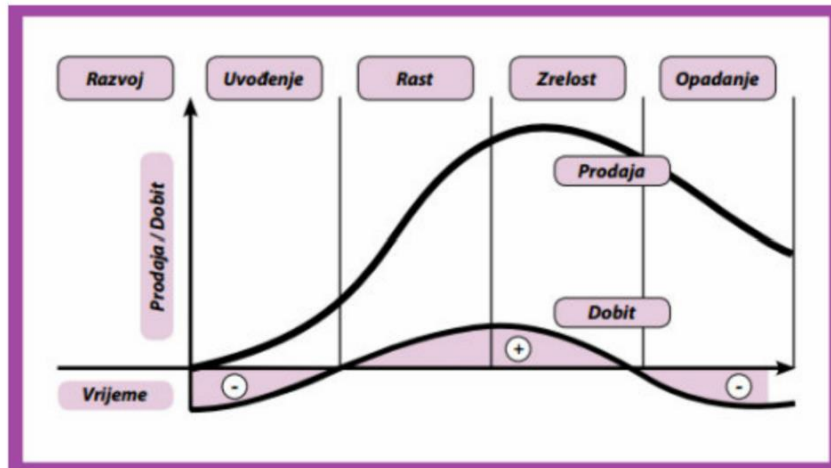 Razvoj
Uvođenje
Rast
Zrelost
Opadanje
Prodaja / Dobit
Prodaja
Dobit
+
-
-
Vrijeme